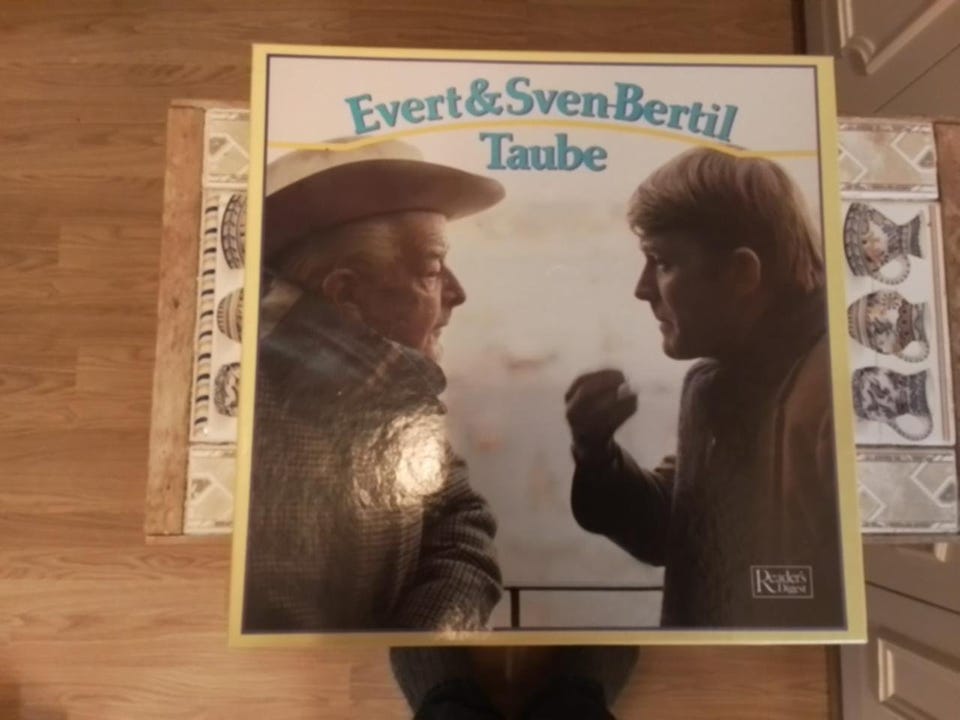 Evert & Sven-Bertil
Taube
Reader's
Digest